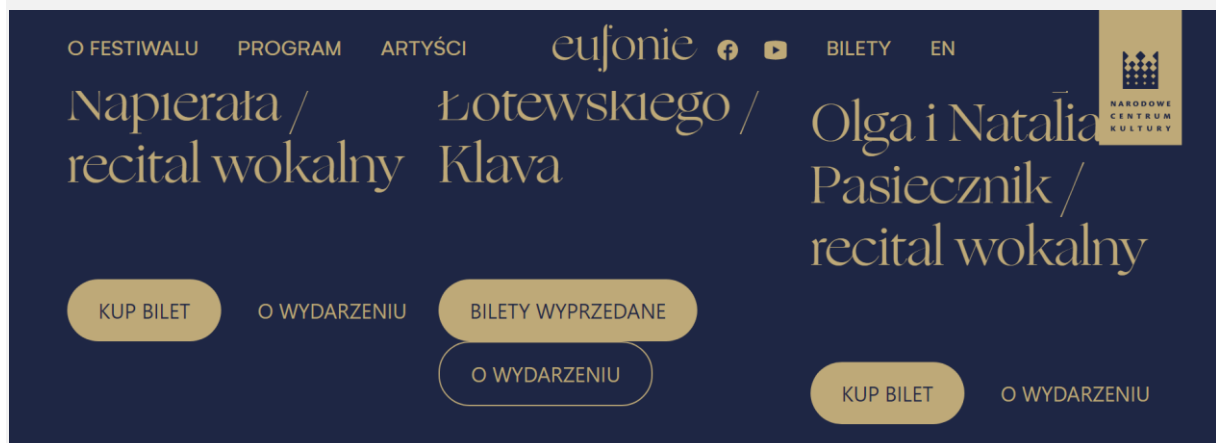 O FESTIWALU PROGRAM ARTYŚCI eufonie BILETY EN
NARODOWE
CENTRUM
KULTURY
Napierała /
recital wokalny
KUP BILET O WYDARZENIU
Łotewskiego /
Klava
BILETY WYPRZEDANE
O WYDARZENIU
Olga i Natalia
Pasiecznik /
recital wokalny
KUP BILET O WYDARZENIU